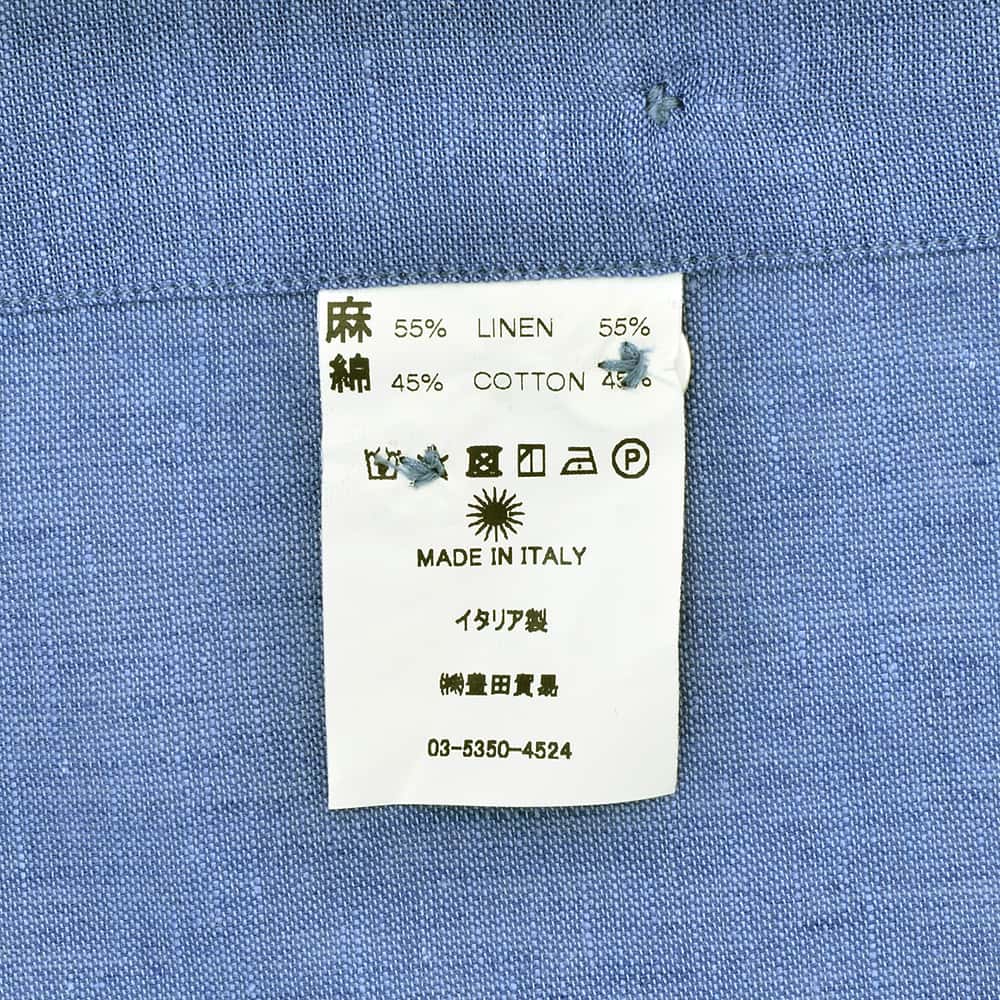 麻 55% LINEN 55%
綿 45% COTTON 45%
P
MADE IN ITALY
イタリア製
㈱豊田貿易
03-5350-4524